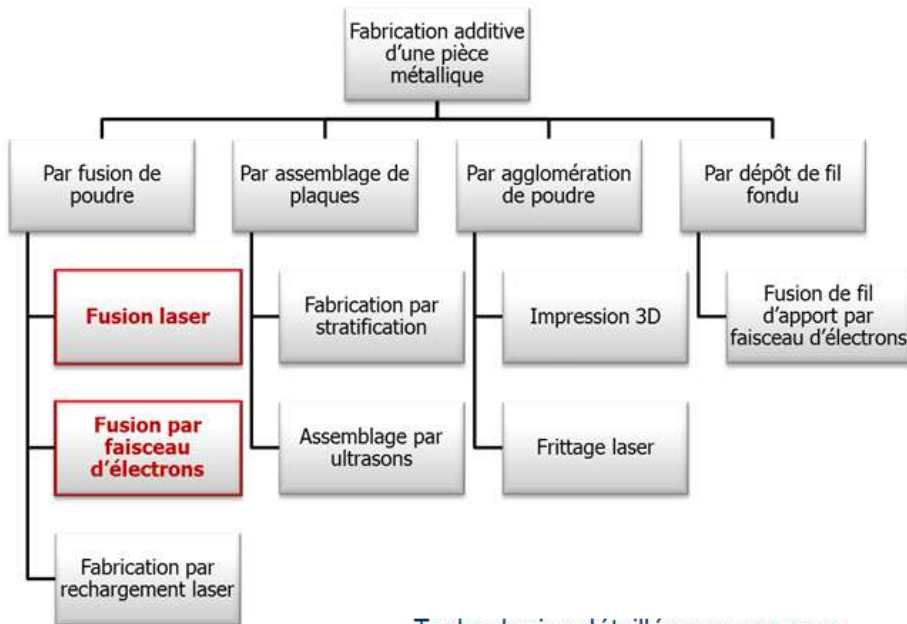 Fabrication additive
d'une pièce
métallique
Par fusion de
poudre
Par assemblage de
plaques
Par agglomération
de poudre
Par dépôt de fil
fondu
Fusion laser
Fabrication par
stratification
Impression 3D
Fusion de fil
d'apport par
faisceau d'électrons
Fusion par
faisceau
d'électrons
Assemblage par
ultrasons
Frittage laser
Fabrication par
rechargement laser